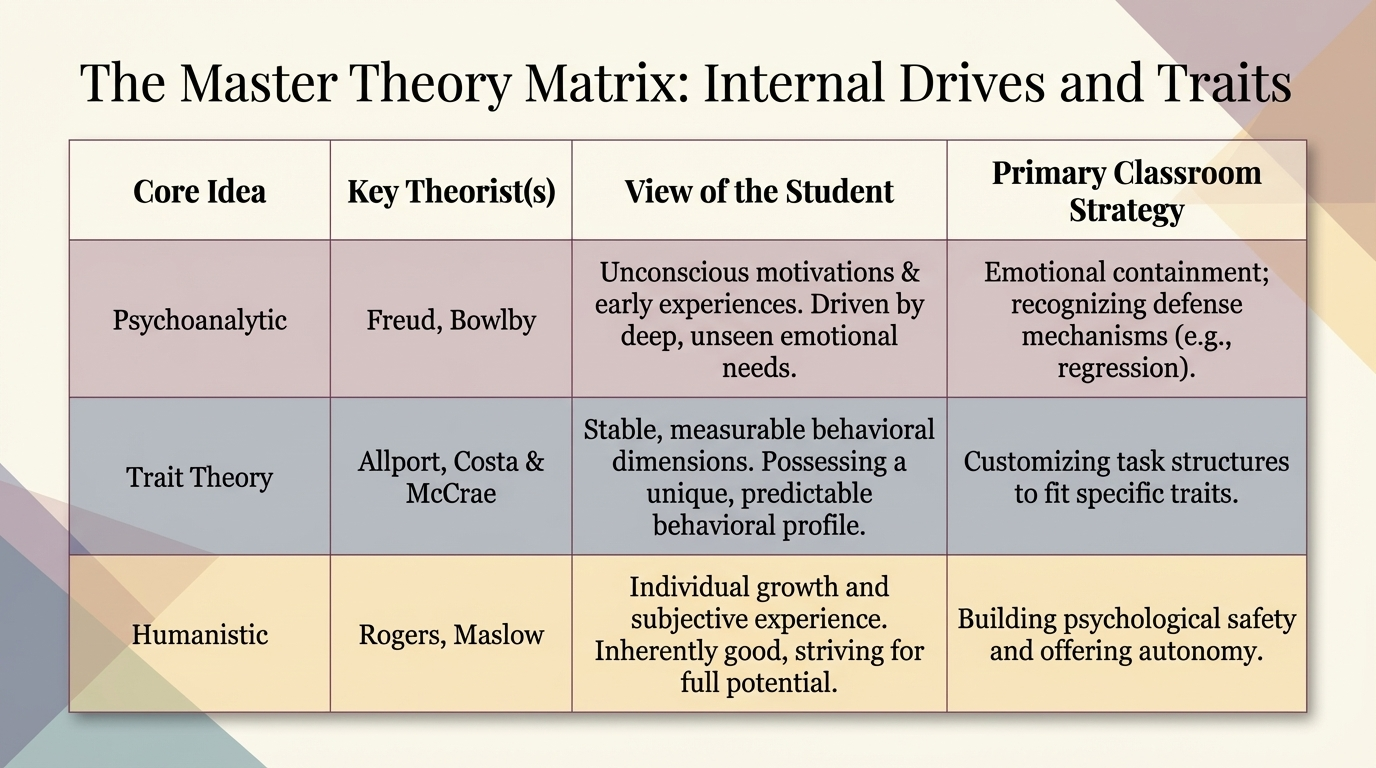 The Master Theory Matrix: Internal Drives and Traits
Core Idea
Key Theorist(s)
View of the Student
Primary Classroom
Strategy
Psychoanalytic
Freud, Bowlby
Unconscious motivations &
early experiences. Driven by
deep, unseen emotional
needs.
Emotional containment;
recognizing defense
mechanisms (e.g.,
regression).
Trait Theory
Allport, Costa &
McCrae
Stable, measurable behavioral
dimensions. Possessing a
unique, predictable
behavioral profile.
Customizing task structures
to fit specific traits.
Humanistic
Rogers, Maslow
Individual growth and
subjective experience.
Inherently good, striving for
full potential.
Building psychological safety
and offering autonomy.